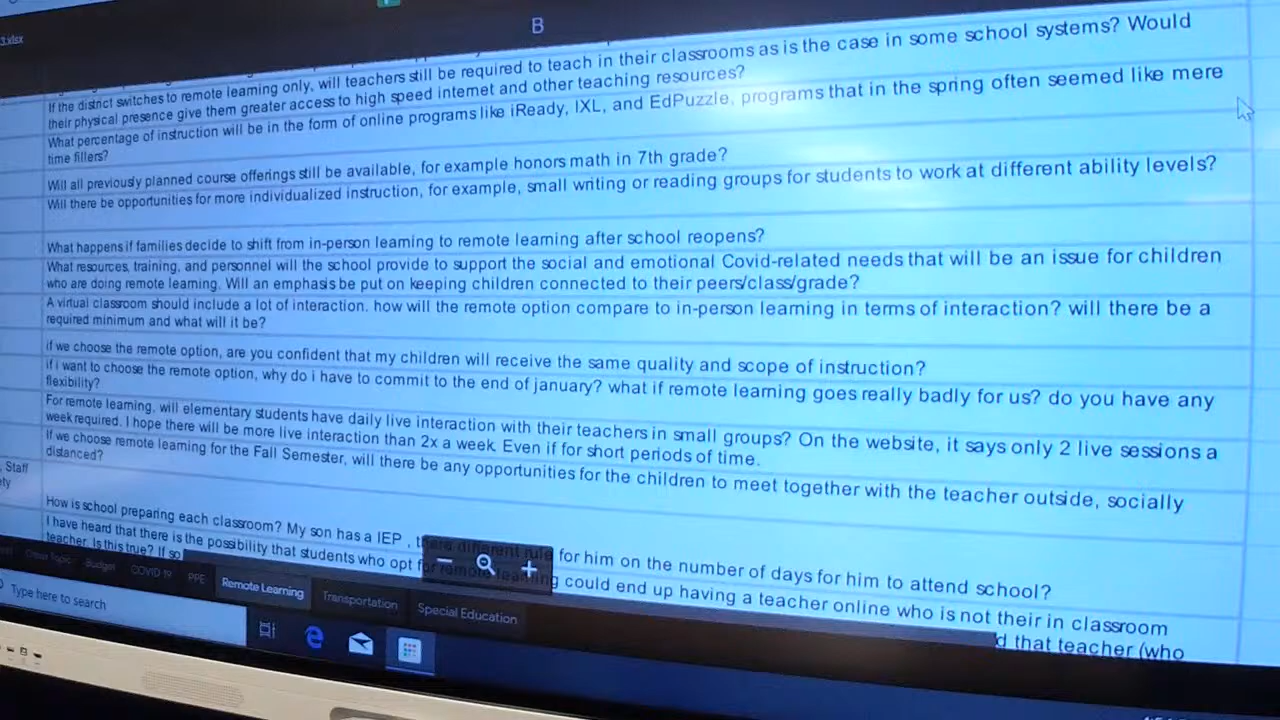 3.xlsx
B
If the district switches to remote learning only, will teachers still be required to teach in their classrooms as is the case in some school systems? Would
their physical presence give them greater access to high speed internet and other teaching resources?
What percentage of instruction will be in the form of online programs like iReady, IXL, and EdPuzzle, programs that in the spring often seemed like mere
time fillers?
Will all previously planned course offerings still be available, for example honors math in 7th grade?
Will there be opportunities for more individualized instruction, for example, small writing or reading groups for students to work at different ability levels?
What happens if families decide to shift from in-person learning to remote learning after school reopens?
What resources, training, and personnel will the school provide to support the social and emotional Covid-related needs that will be an issue for children
who are doing remote learning. Will an emphasis be put on keeping children connected to their peers/class/grade?
A virtual classroom should include a lot of interaction. how will the remote option compare to in-person learning in terms of interaction? will there be a
required minimum and what will it be?
if we choose the remote option, are you confident that my children will receive the same quality and scope of instruction?
if i want to choose the remote option, why do i have to commit to the end of january? what if remote learning goes really badly for us? do you have any
flexibility?
For remote learning, will elementary students have daily live interaction with their teachers in small groups? On the website, it says only 2 live sessions a
week required. I hope there will be more live interaction than 2x a week. Even if for short periods of time.
If we choose remote learning for the Fall Semester, will there be any opportunities for the children to meet together with the teacher outside, socially
distanced?
, Staff
ety
How is school preparing each classroom? My son has a IEP , there different rule for him on the number of days for him to attend school?
I have heard that there is the possibility that students who opt for remote learning could end up having a teacher online who is not their in classroom
teacher. Is this true? If so
d that teacher (who
Budget COVID 19 PPE Remote Learning Transportation Special Education
Type here to search